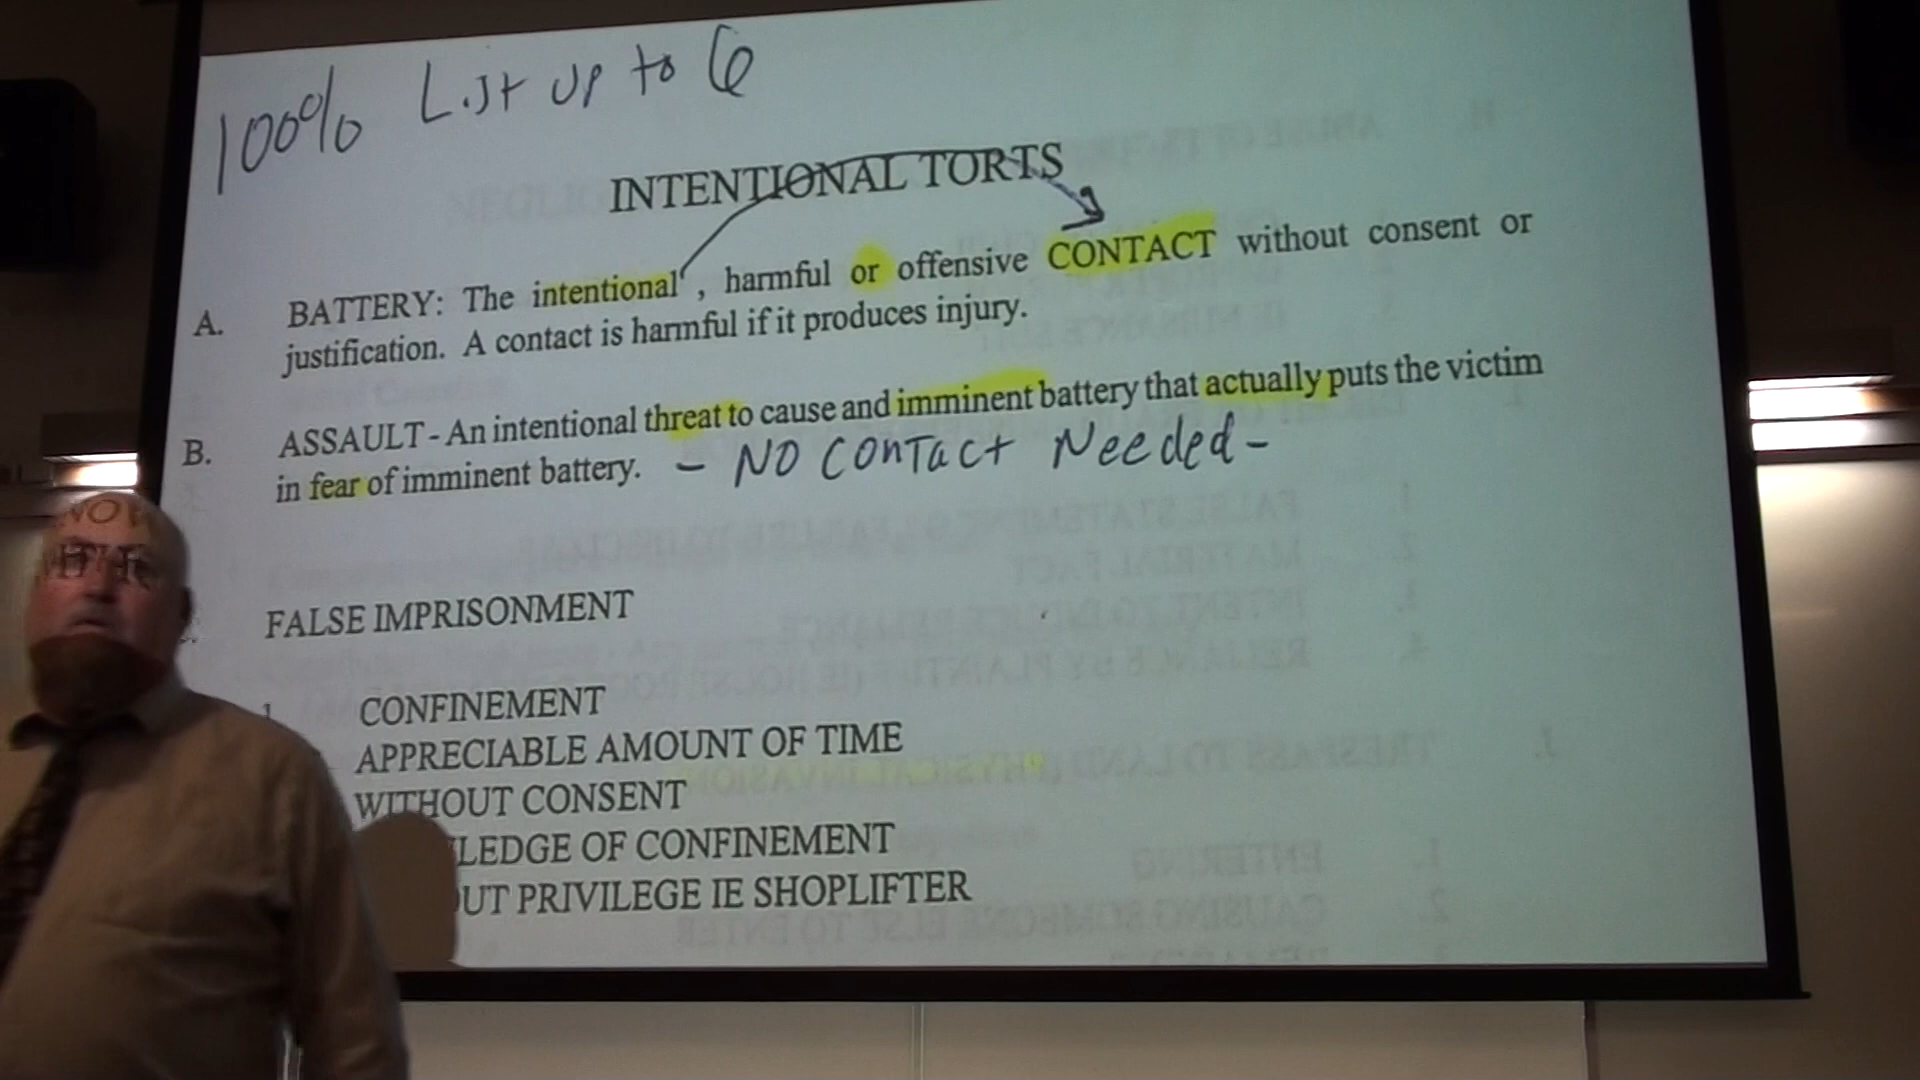 100% List up to 6
INTENTIONAL TORTS
A. BATTERY: The intentional , harmful or offensive CONTACT without consent or
justification. A contact is harmful if it produces injury.
B. ASSAULT - An intentional threat to cause and imminent battery that actually puts the victim
in fear of imminent battery. - NO Contact Needed -
FALSE IMPRISONMENT
1. CONFINEMENT
APPRECIABLE AMOUNT OF TIME
WITHOUT CONSENT
LEDGE OF CONFINEMENT
OUT PRIVILEGE IE SHOPLIFTER